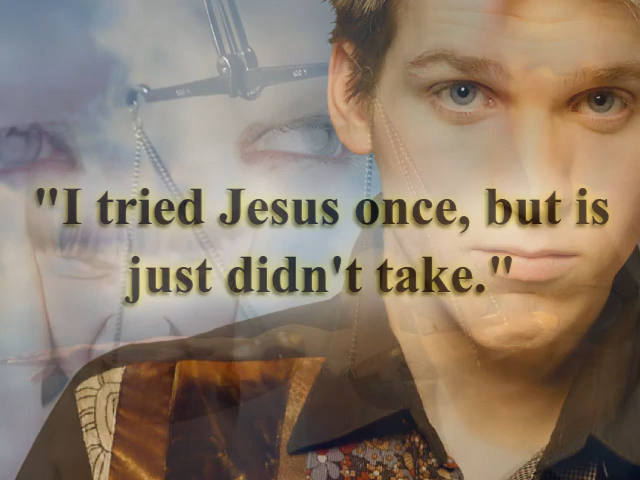 "I tried Jesus once, but is
just didn't take."